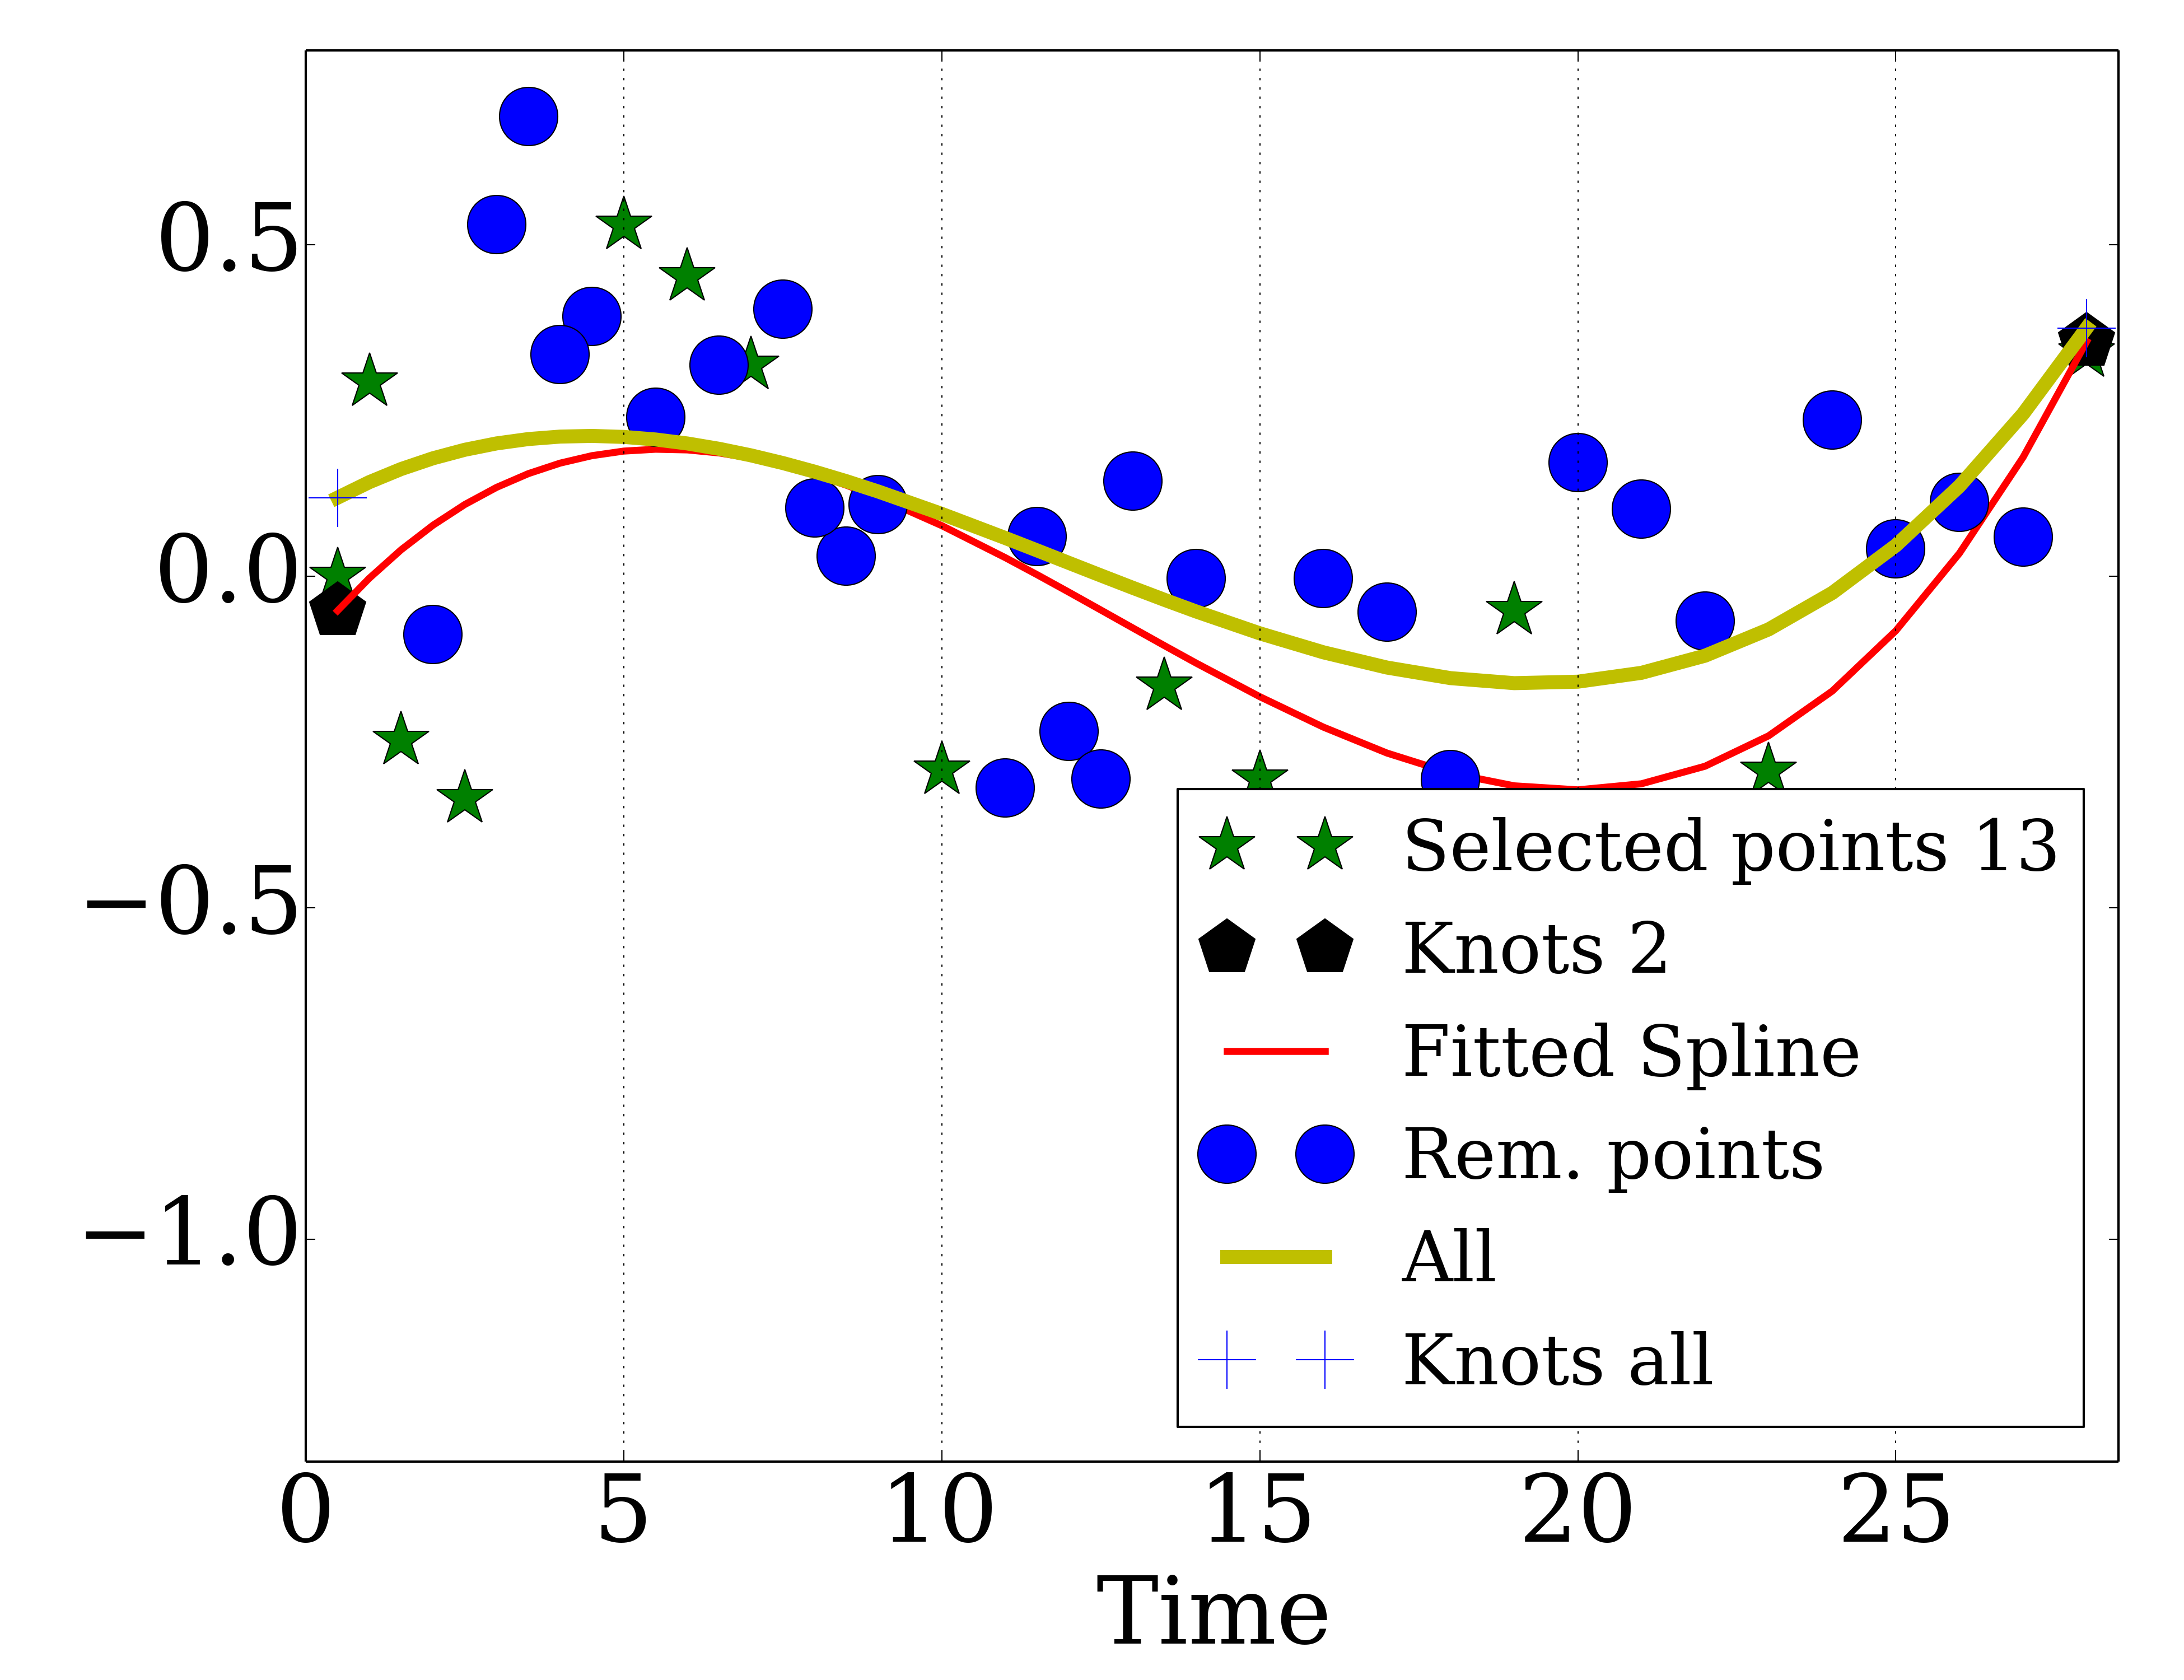 0.5
0.0
−0.5
−1.0
Selected points 13
Knots 2
Fitted Spline
Rem. points
All
Knots all
0 5 10 15 20 25
Time